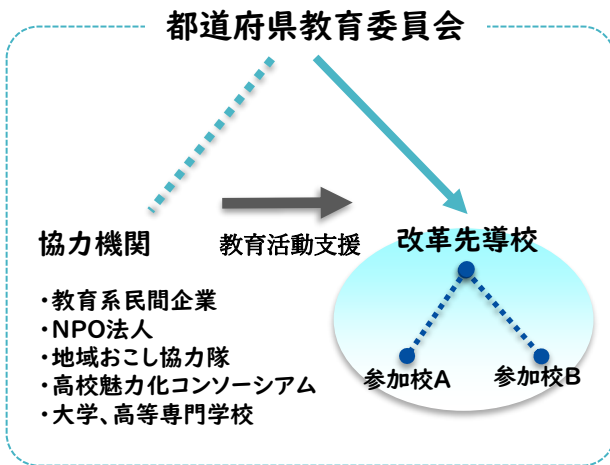 都道府県教育委員会
協力機関
教育活動支援
改革先導校
・教育系民間企業
・NPO法人
・地域おこし協力隊
・高校魅力化コンソーシアム
・大学、高等専門学校
参加校A
参加校B